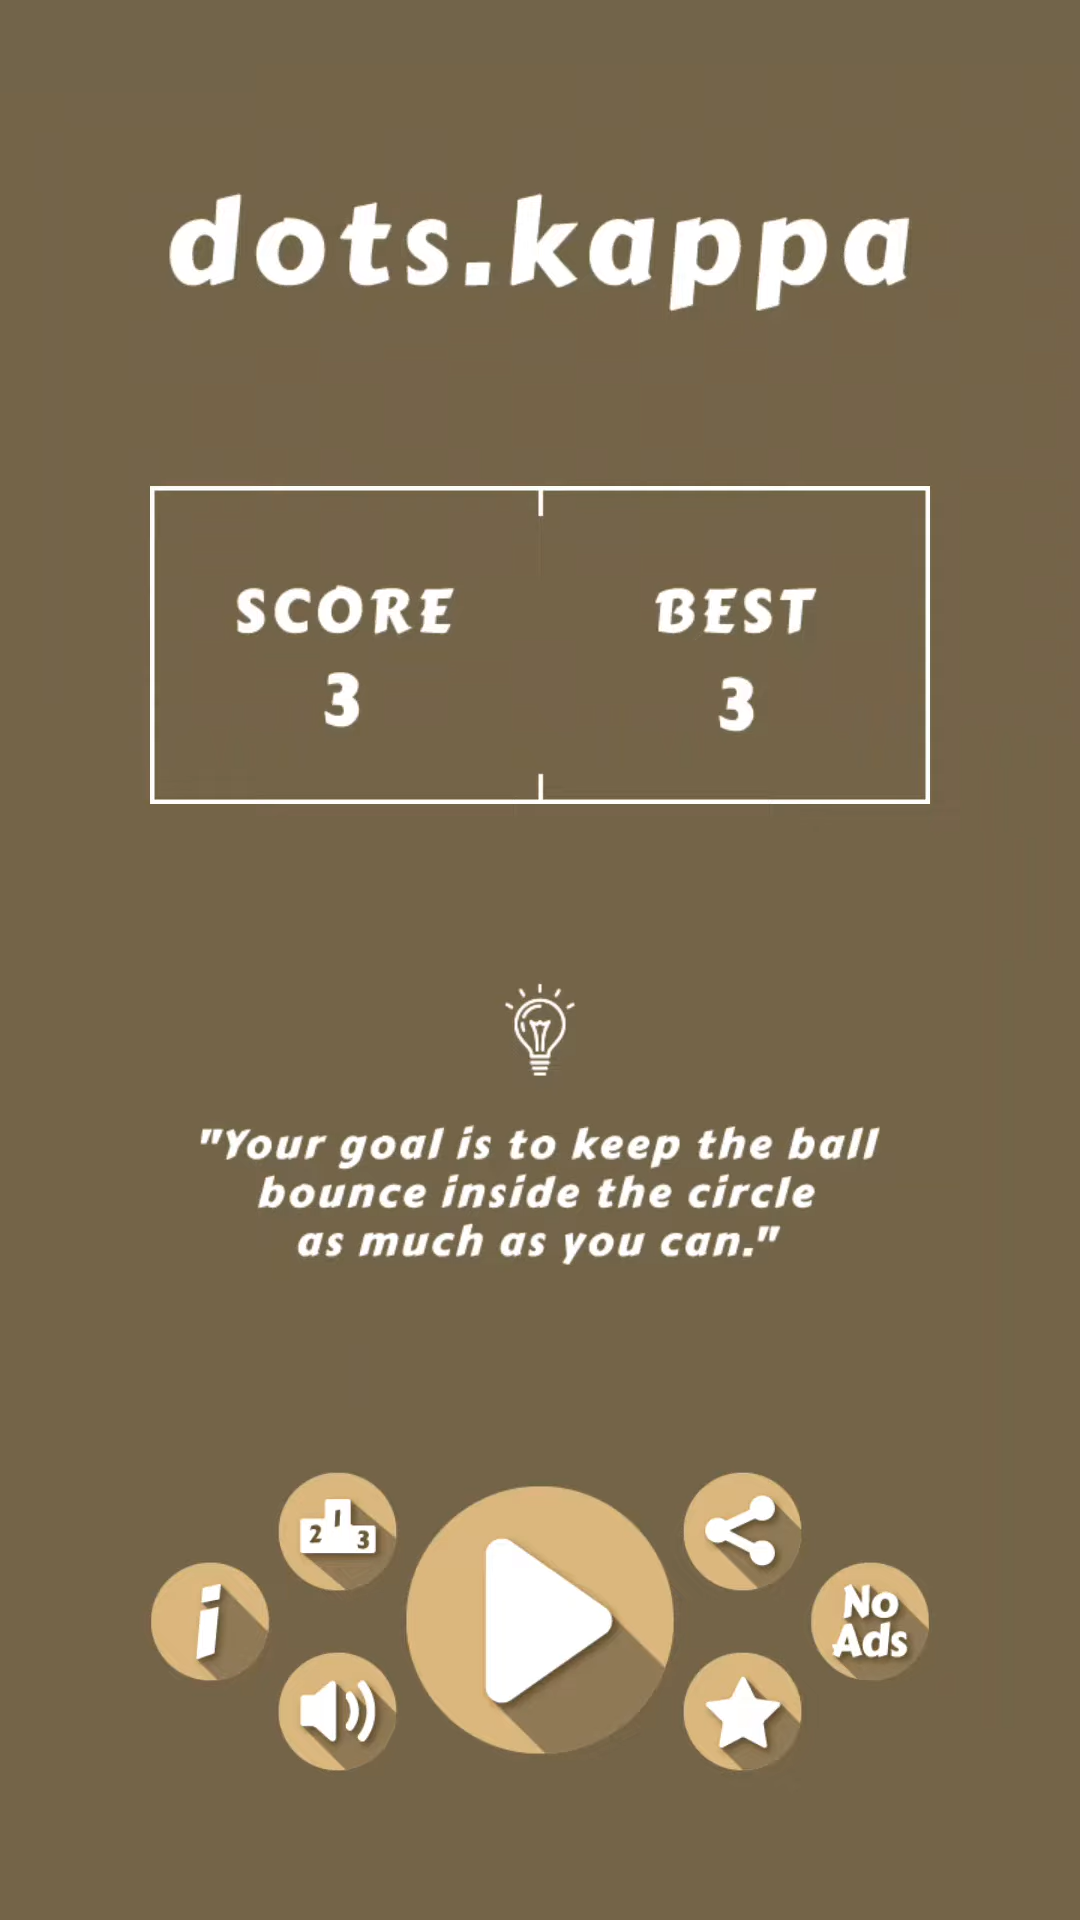 dots.kappa
SCORE
BEST
3
3
"Your goal is to keep the ball
bounce inside the circle
as much as you can."
1
2
3
i
No
Ads